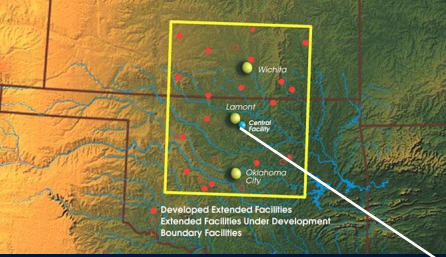 Wichita
Lamont
Central
Facility
Oklahoma
City
Developed Extended Facilities
Extended Facilities Under Development
Boundary Facilities